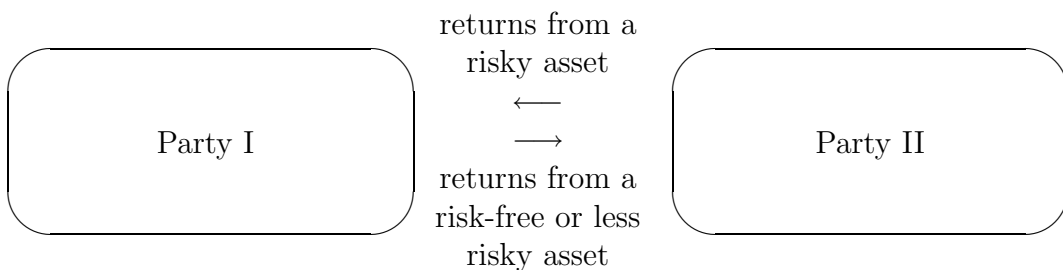 returns from a
risky asset
←
Party I
Party II
→
returns from a
risk-free or less
risky asset